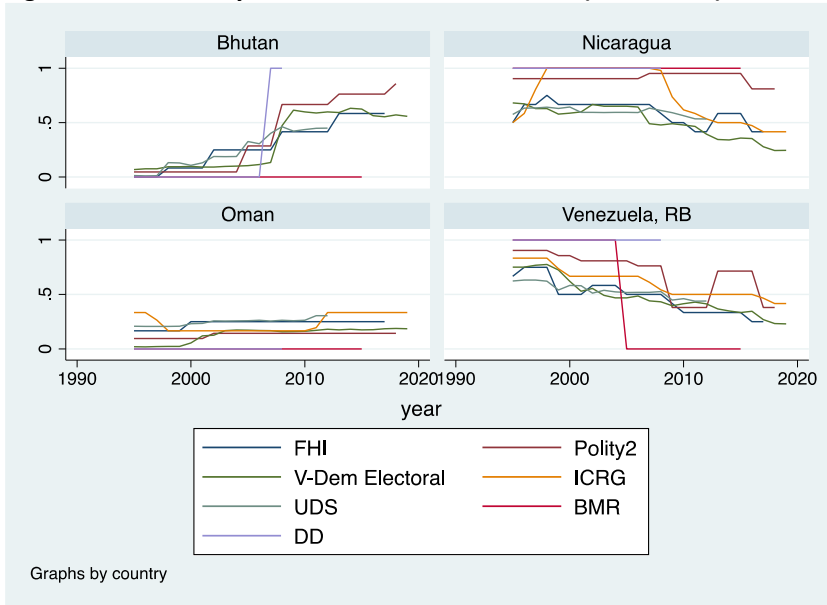 Bhutan
Nicaragua
0 .5 1
Oman
Venezuela, RB
0 .5 1
1990 2000 2010 2020 1990 2000 2010 2020
year
FHI Polity2
V-Dem Electoral ICRG
UDS BMR
DD
Graphs by country